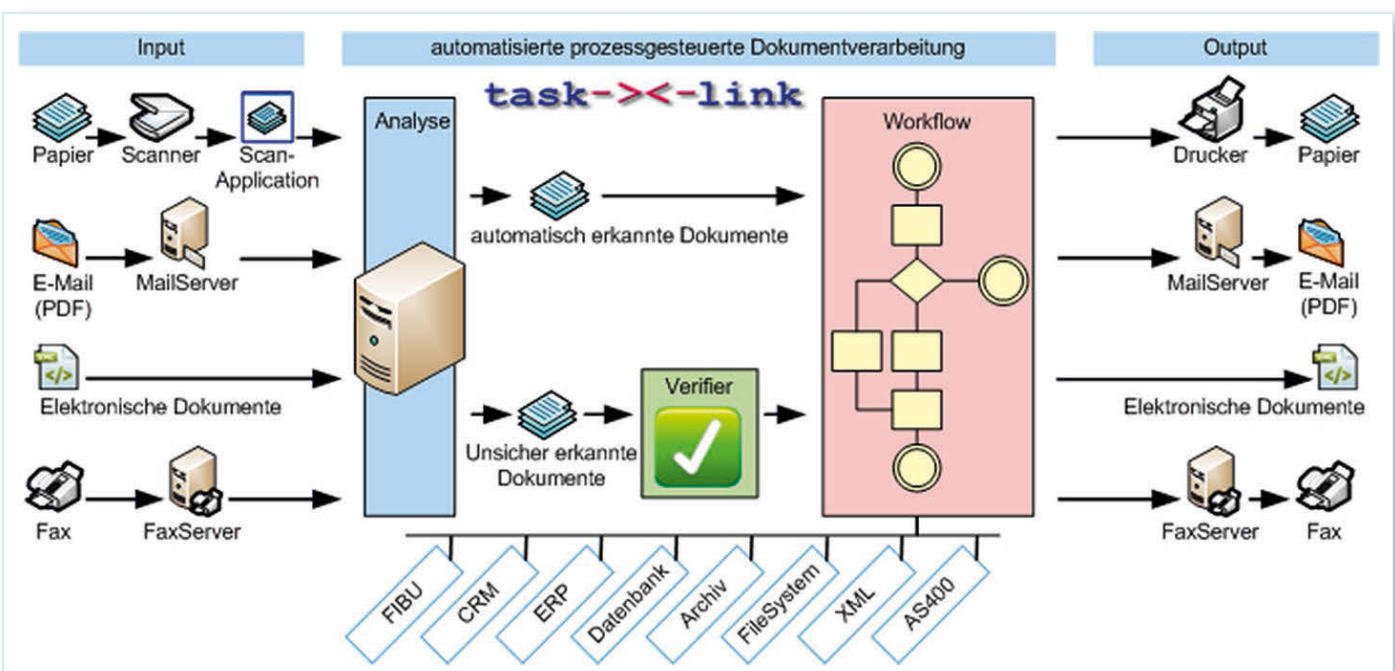 Input
automatisierte prozessgesteuerte Dokumentverarbeitung
Output
task-><-link
Papier
Scanner
Scan-
Application
Analyse
Workflow
Drucker
Papier
automatisch erkannte Dokumente
E-Mail
(PDF)
MailServer
MailServer
E-Mail
(PDF)
Elektronische Dokumente
Verifier
Elektronische Dokumente
Unsicher erkannte
Dokumente
Fax
FaxServer
FaxServer
Fax
FIBU
CRM
ERP
Datenbank
Archiv
FileSystem
XML
AS400